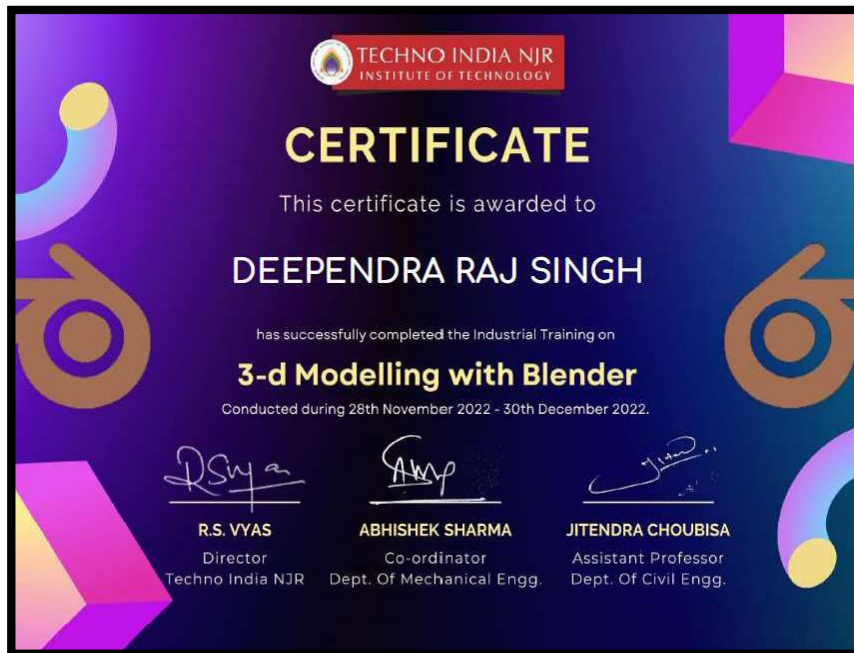 TECHNO INDIA NJR
INSTITUTE OF TECHNOLOGY
CERTIFICATE
This certificate is awarded to
DEEPENDRA RAJ SINGH
has successfully completed the Industrial Training on
3-d Modelling with Blender
Conducted during 28th November 2022 - 30th December 2022.
R.S. VYAS
Director
Techno India NJR
ABHISHEK SHARMA
Co-ordinator
Dept. Of Mechanical Engg.
JITENDRA CHOUBISA
Assistant Professor
Dept. Of Civil Engg.